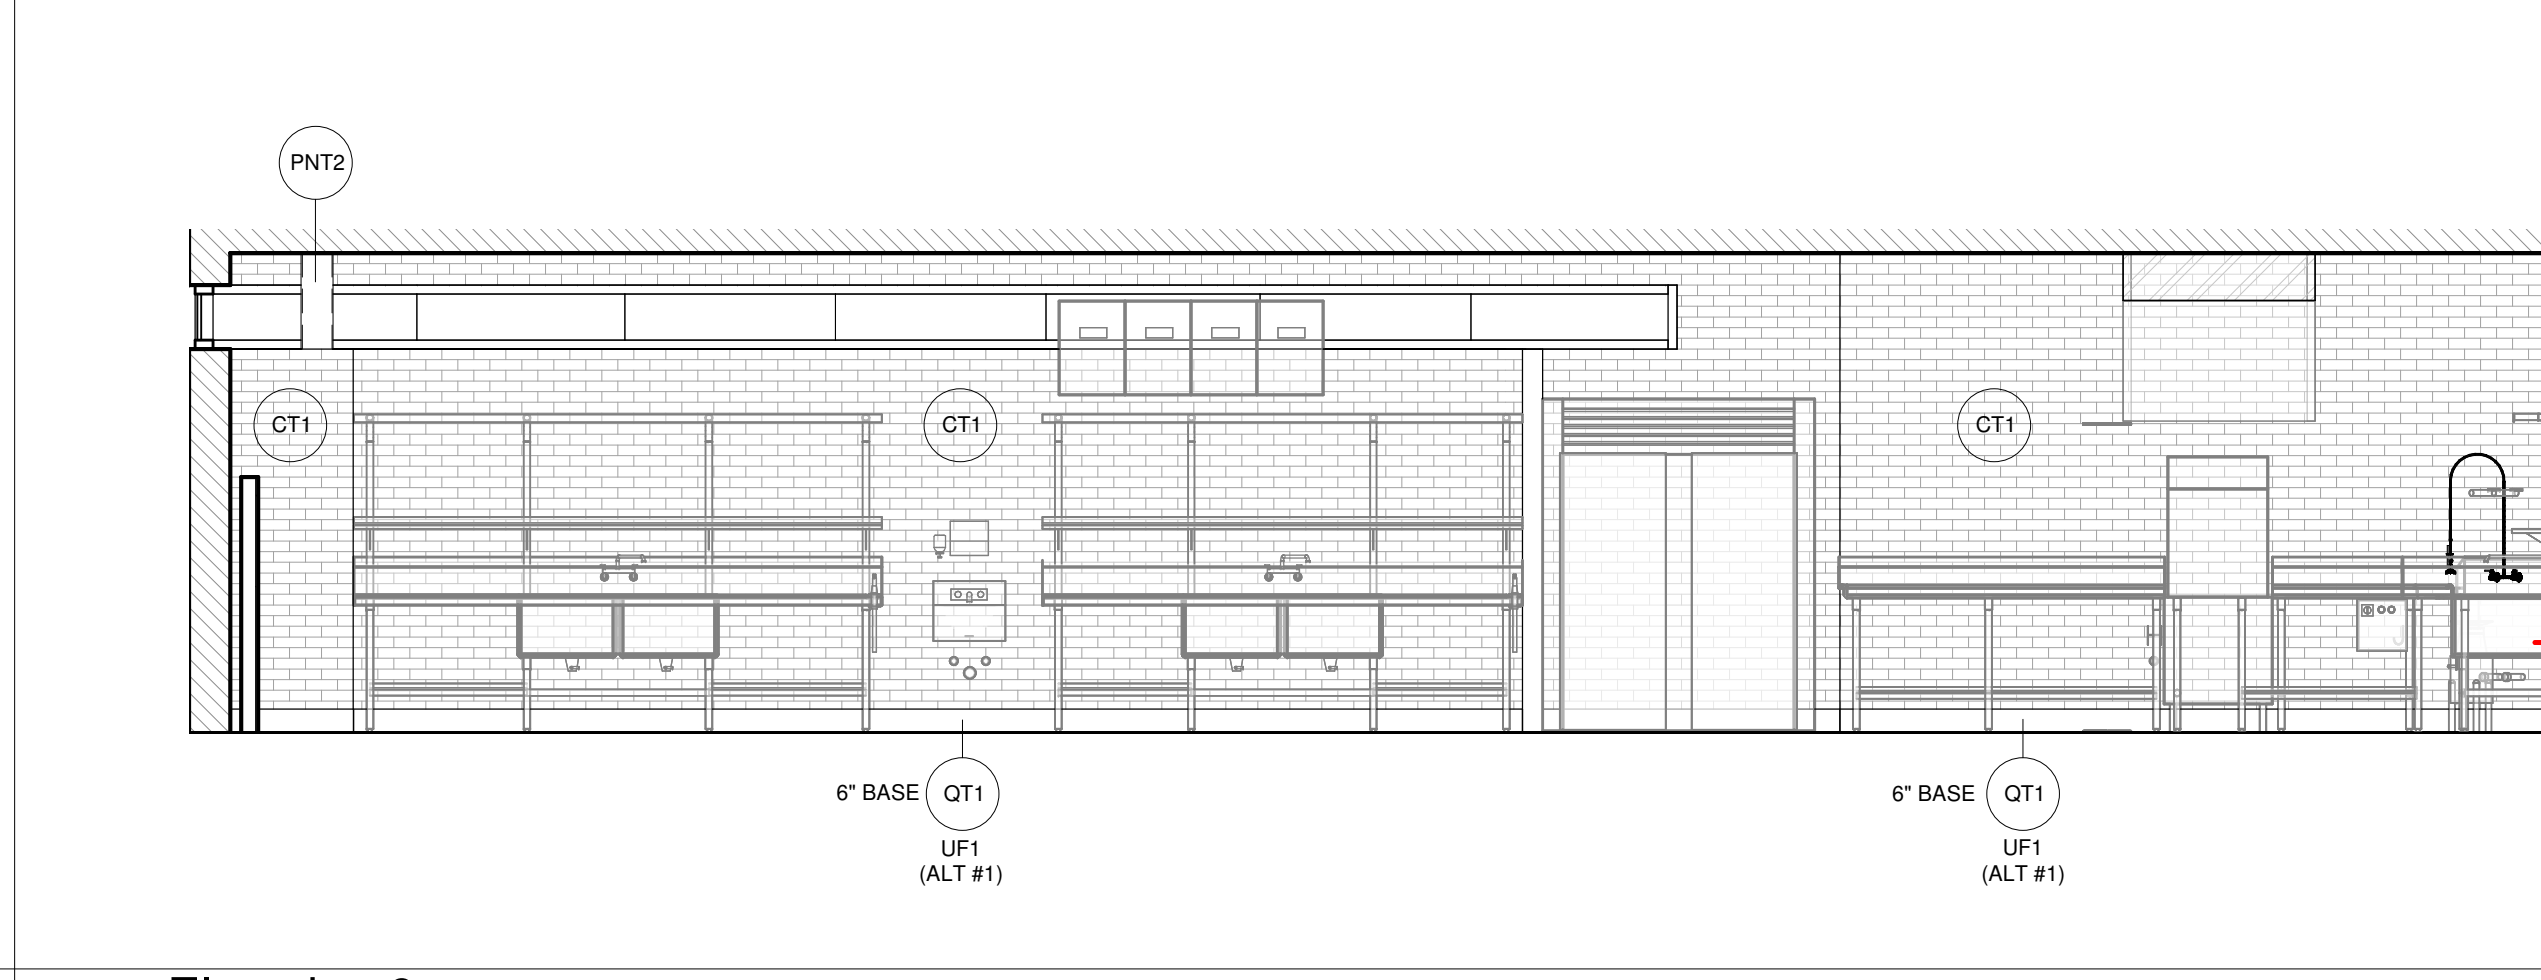 PNT2
CT1
CT1
CT1
6" BASE
QT1
UF1
(ALT #1)
6" BASE
QT1
UF1
(ALT #1)